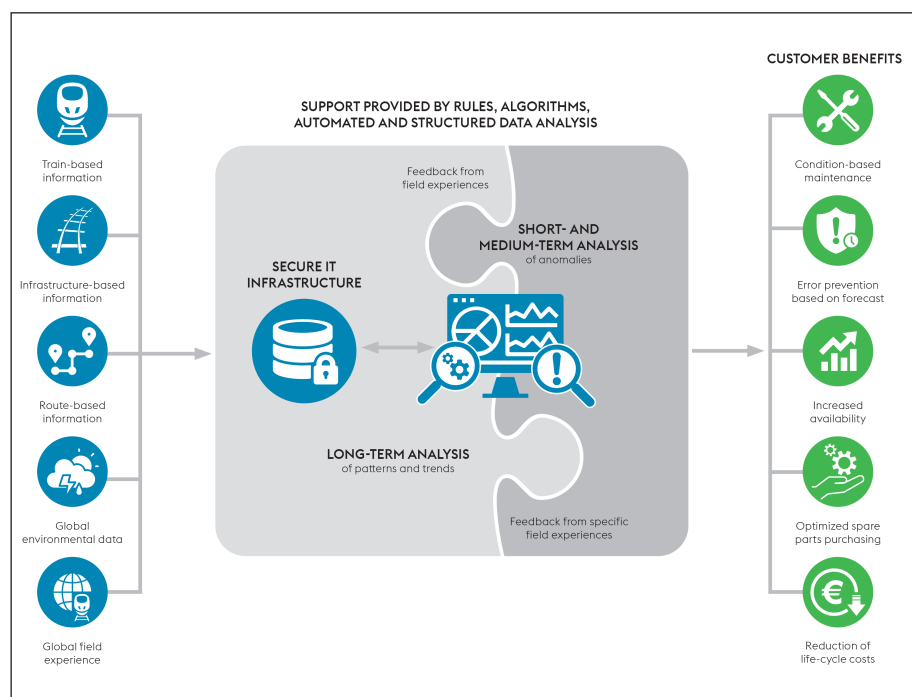 CUSTOMER BENEFITS
SUPPORT PROVIDED BY RULES, ALGORITHMS,
AUTOMATED AND STRUCTURED DATA ANALYSIS
Train-based
information
Infrastructure-based
information
Route-based
information
Global
environmental data
Global field
experience
Feedback from
field experiences
SHORT- AND
MEDIUM-TERM ANALYSIS
of anomalies
SECURE IT
INFRASTRUCTURE
LONG-TERM ANALYSIS
of patterns and trends
Feedback from specific
field experiences
Condition-based
maintenance
Error prevention
based on forecast
Increased
availability
Optimized spare
parts purchasing
€
Reduction of
life-cycle costs